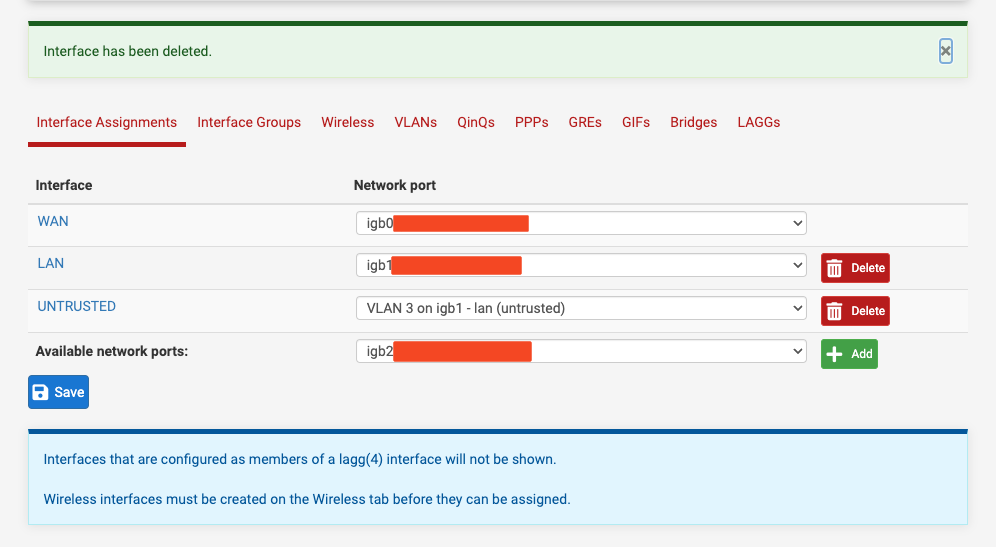 Interface has been deleted.
×
Interface Assignments Interface Groups Wireless VLANs QinQs PPPs GREs GIFs Bridges LAGGs
Interface Network port
WAN igb0
LAN igb1 Delete
UNTRUSTED VLAN 3 on igb1 - lan (untrusted) Delete
Available network ports: igb2 Add
Save
Interfaces that are configured as members of a lagg(4) interface will not be shown.
Wireless interfaces must be created on the Wireless tab before they can be assigned.